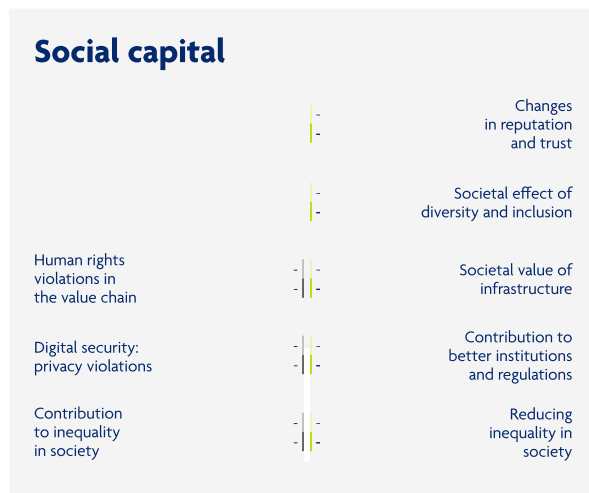 Social capital
Changes
in reputation
and trust
-
-
Societal effect of
diversity and inclusion
-
-
Human rights
violations in
the value chain
- -
- -
Societal value of
infrastructure
Digital security:
privacy violations
- -
- -
Contribution to
better institutions
and regulations
Contribution
to inequality
in society
- -
- -
Reducing
inequality in
society